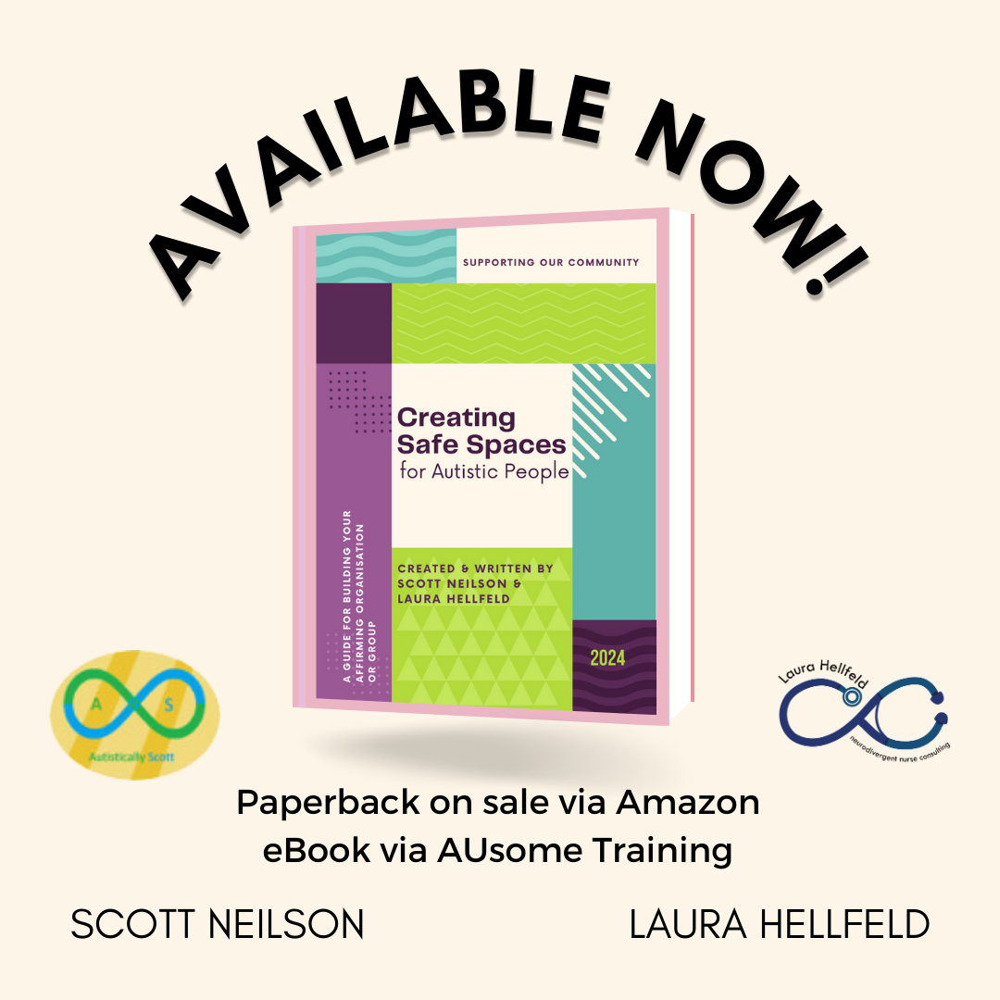 AVAILABLE NOW!
SUPPORTING OUR COMMUNITY
Creating
Safe Spaces
for Autistic People
A GUIDE FOR BUILDING YOUR
AFFIRMING ORGANISATION
OR GROUP
CREATED & WRITTEN BY
SCOTT NEILSON &
LAURA HELLFELD
2024
A S
Autistically Scott
Laura Hellfeld
neurodivergent nurse consulting
Paperback on sale via Amazon
eBook via AUsome Training
SCOTT NEILSON
LAURA HELLFELD